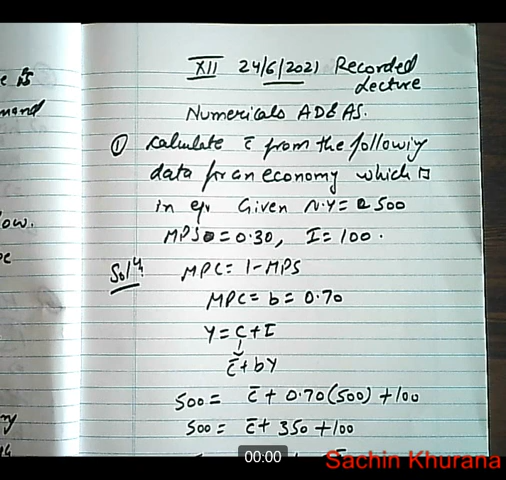 XII 24/6/2021 Recorded
Lecture
Numericals AD & AS.
① Calculate c̄ from the following
data for an economy which is
in eqv Given N.Y = 500
MPS = 0.30, I = 100.
Solⁿ MPC = 1 - MPS
MPC = b = 0.70
Y = C + I
c̄ + bY
500 = c̄ + 0.70(500) + 100
500 = c̄ + 350 + 100
00:00
Sachin Khurana